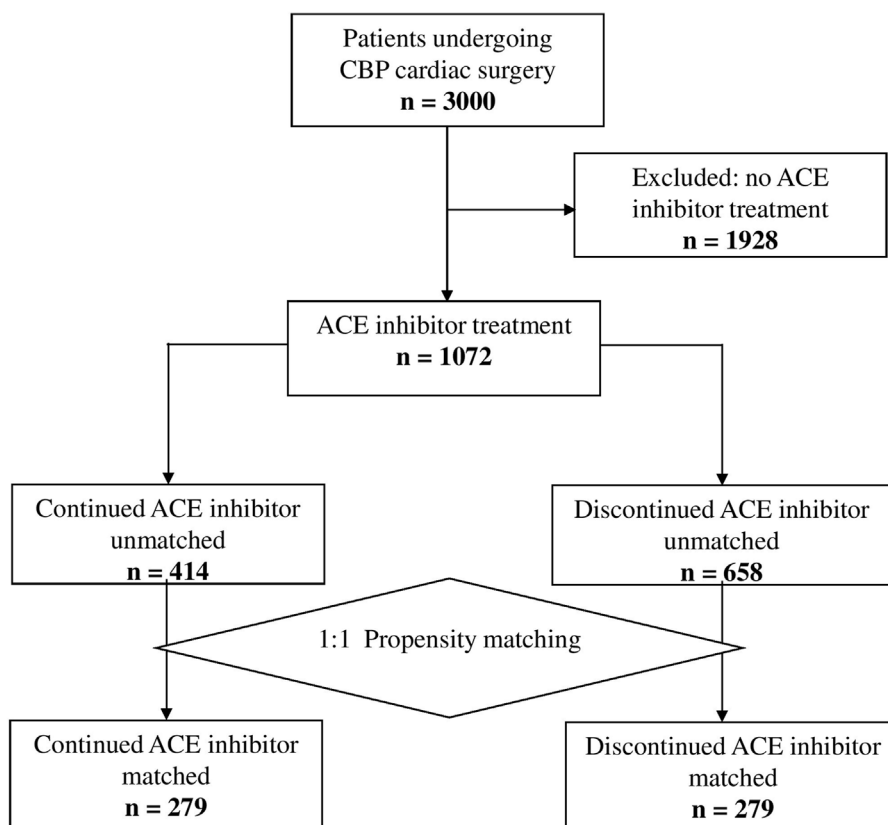 Patients undergoing
CBP cardiac surgery
n = 3000
Excluded: no ACE
inhibitor treatment
n = 1928
ACE inhibitor treatment
n = 1072
Continued ACE inhibitor
unmatched
n = 414
Discontinued ACE inhibitor
unmatched
n = 658
1:1 Propensity matching
Continued ACE inhibitor
matched
n = 279
Discontinued ACE inhibitor
matched
n = 279